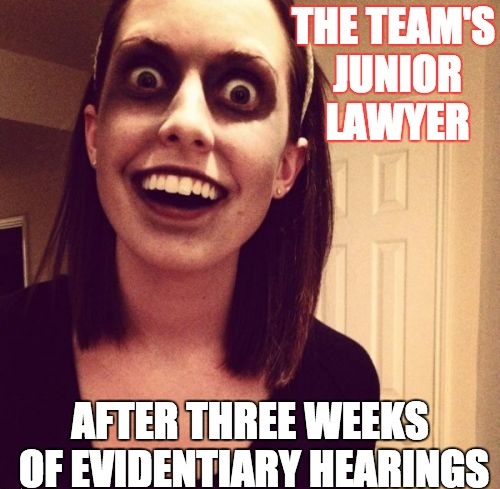 THE TEAM'S
JUNIOR
LAWYER
AFTER THREE WEEKS
OF EVIDENTIARY HEARINGS